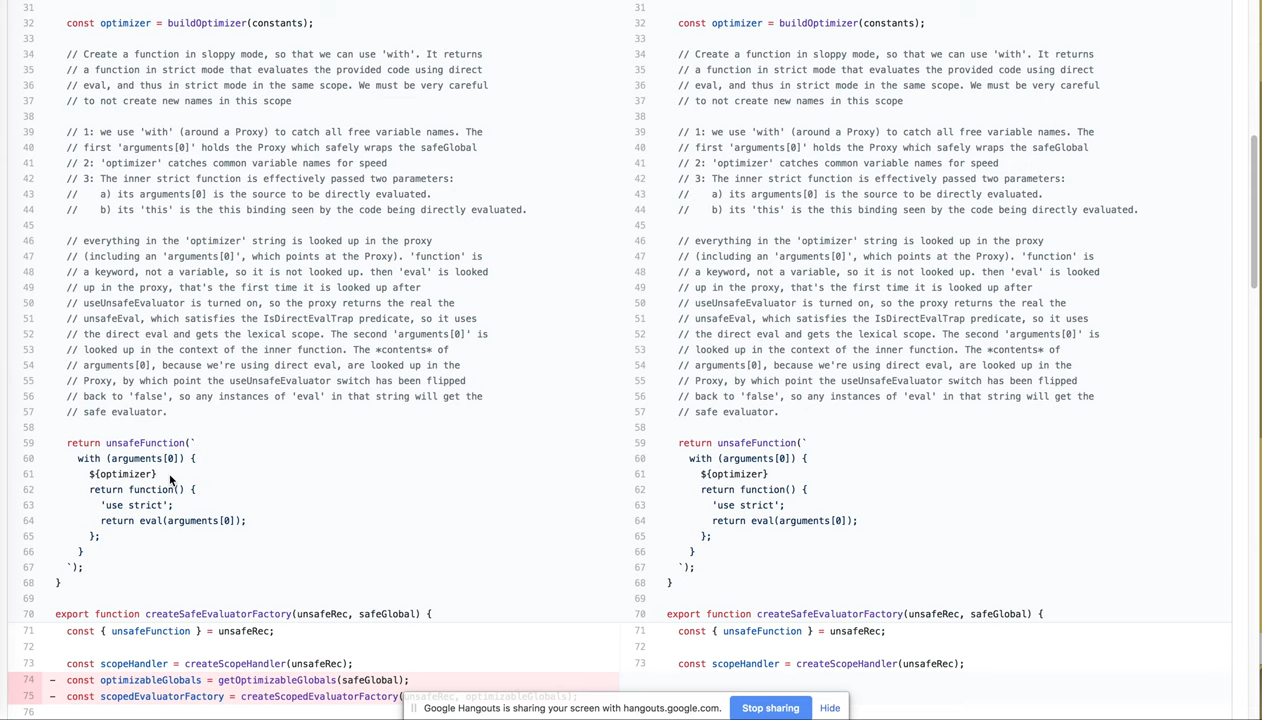 31
32 const optimizer = buildOptimizer(constants);
33
34 // Create a function in sloppy mode, so that we can use 'with'. It returns
35 // a function in strict mode that evaluates the provided code using direct
36 // eval, and thus in strict mode in the same scope. We must be very careful
37 // to not create new names in this scope
38
39 // 1: we use 'with' (around a Proxy) to catch all free variable names. The
40 // first 'arguments[0]' holds the Proxy which safely wraps the safeGlobal
41 // 2: 'optimizer' catches common variable names for speed
42 // 3: The inner strict function is effectively passed two parameters:
43 //    a) its arguments[0] is the source to be directly evaluated.
44 //    b) its 'this' is the this binding seen by the code being directly evaluated.
45
46 // everything in the 'optimizer' string is looked up in the proxy
47 // (including an 'arguments[0]', which points at the Proxy). 'function' is
48 // a keyword, not a variable, so it is not looked up. then 'eval' is looked
49 // up in the proxy, that's the first time it is looked up after
50 // useUnsafeEvaluator is turned on, so the proxy returns the real the
51 // unsafeEval, which satisfies the IsDirectEvalTrap predicate, so it uses
52 // the direct eval and gets the lexical scope. The second 'arguments[0]' is
53 // looked up in the context of the inner function. The *contents* of
54 // arguments[0], because we're using direct eval, are looked up in the
55 // Proxy, by which point the useUnsafeEvaluator switch has been flipped
56 // back to 'false', so any instances of 'eval' in that string will get the
57 // safe evaluator.
58
59 return unsafeFunction(`
60 with (arguments[0]) {
61 ${optimizer}
62 return function() {
63 'use strict';
64 return eval(arguments[0]);
65 };
66 }
67 `);
68 }
69
70 export function createSafeEvaluatorFactory(unsafeRec, safeGlobal) {
71 const { unsafeFunction } = unsafeRec;
72
73 const scopeHandler = createScopeHandler(unsafeRec);
74 - const optimizableGlobals = getOptimizableGlobals(safeGlobal);
75 - const scopedEvaluatorFactory = createScopedEvaluatorFactory(unsafeRec, optimizableGlobals);
76
31
32 const optimizer = buildOptimizer(constants);
33
34 // Create a function in sloppy mode, so that we can use 'with'. It returns
35 // a function in strict mode that evaluates the provided code using direct
36 // eval, and thus in strict mode in the same scope. We must be very careful
37 // to not create new names in this scope
38
39 // 1: we use 'with' (around a Proxy) to catch all free variable names. The
40 // first 'arguments[0]' holds the Proxy which safely wraps the safeGlobal
41 // 2: 'optimizer' catches common variable names for speed
42 // 3: The inner strict function is effectively passed two parameters:
43 //    a) its arguments[0] is the source to be directly evaluated.
44 //    b) its 'this' is the this binding seen by the code being directly evaluated.
45
46 // everything in the 'optimizer' string is looked up in the proxy
47 // (including an 'arguments[0]', which points at the Proxy). 'function' is
48 // a keyword, not a variable, so it is not looked up. then 'eval' is looked
49 // up in the proxy, that's the first time it is looked up after
50 // useUnsafeEvaluator is turned on, so the proxy returns the real the
51 // unsafeEval, which satisfies the IsDirectEvalTrap predicate, so it uses
52 // the direct eval and gets the lexical scope. The second 'arguments[0]' is
53 // looked up in the context of the inner function. The *contents* of
54 // arguments[0], because we're using direct eval, are looked up in the
55 // Proxy, by which point the useUnsafeEvaluator switch has been flipped
56 // back to 'false', so any instances of 'eval' in that string will get the
57 // safe evaluator.
58
59 return unsafeFunction(`
60 with (arguments[0]) {
61 ${optimizer}
62 return function() {
63 'use strict';
64 return eval(arguments[0]);
65 };
66 }
67 `);
68 }
69
70 export function createSafeEvaluatorFactory(unsafeRec, safeGlobal) {
71 const { unsafeFunction } = unsafeRec;
72
73 const scopeHandler = createScopeHandler(unsafeRec);
Google Hangouts is sharing your screen with hangouts.google.com.
Stop sharing
Hide